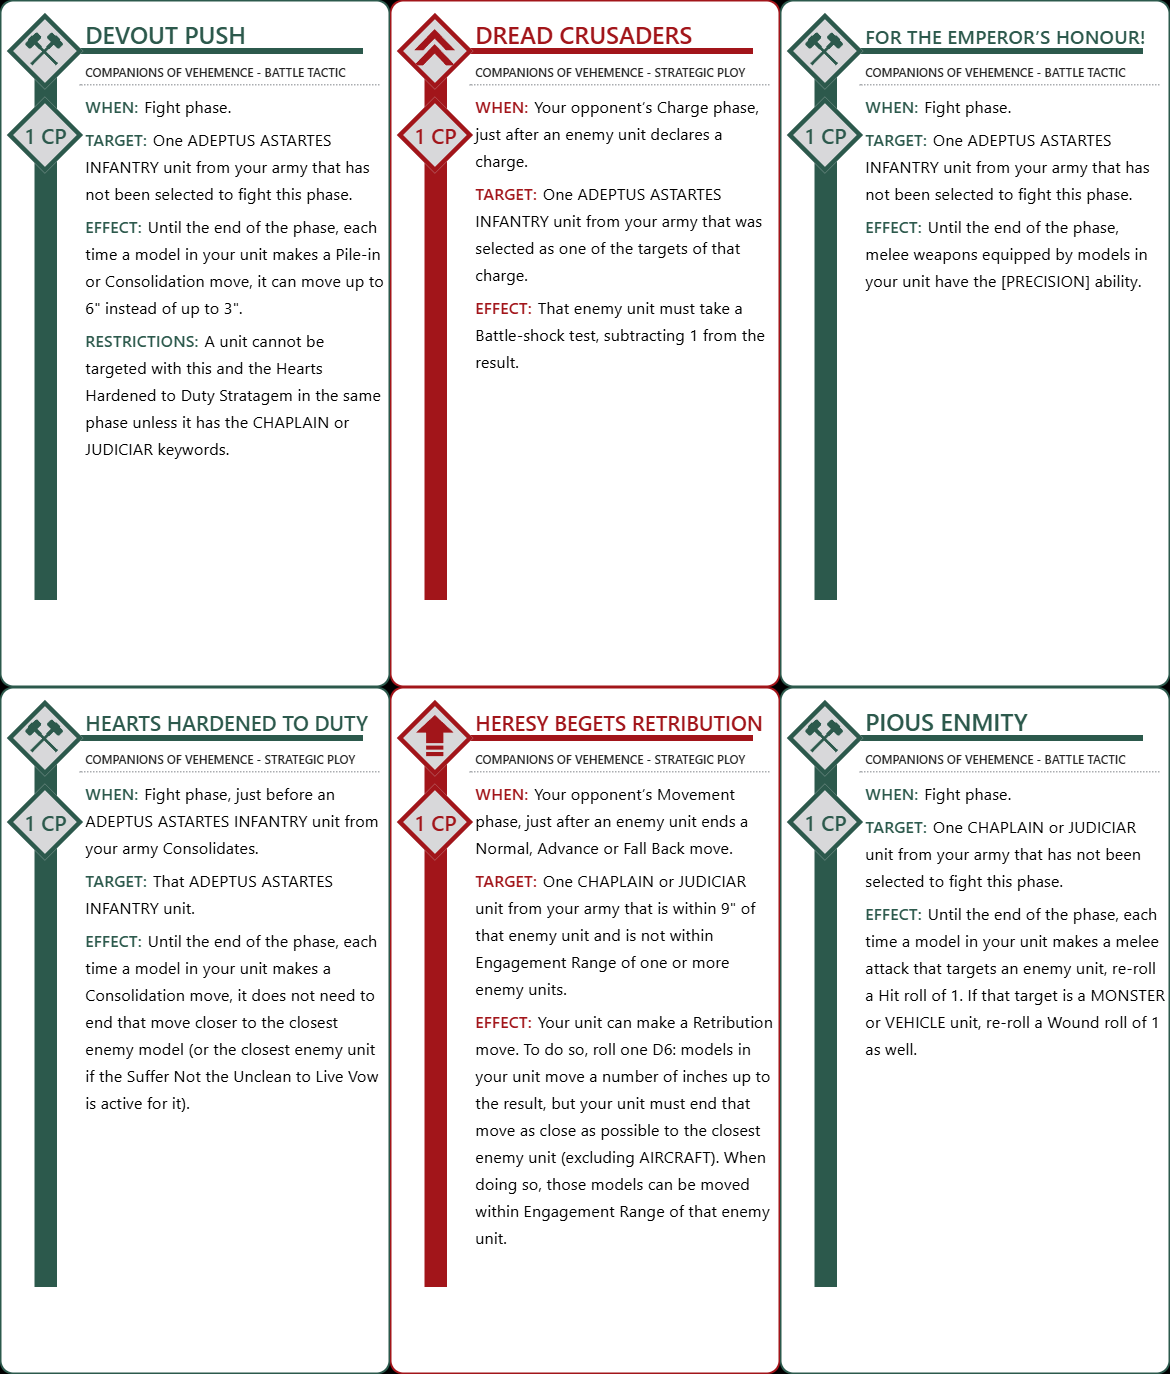 DEVOUT PUSH
COMPANIONS OF VEHEMENCE - BATTLE TACTIC
1 CP
WHEN: Fight phase.
TARGET: One ADEPTUS ASTARTES
INFANTRY unit from your army that has
not been selected to fight this phase.
EFFECT: Until the end of the phase, each
time a model in your unit makes a Pile-in
or Consolidation move, it can move up to
6" instead of up to 3".
RESTRICTIONS: A unit cannot be
targeted with this and the Hearts
Hardened to Duty Stratagem in the same
phase unless it has the CHAPLAIN or
JUDICIAR keywords.
DREAD CRUSADERS
COMPANIONS OF VEHEMENCE - STRATEGIC PLOY
1 CP
WHEN: Your opponent's Charge phase,
just after an enemy unit declares a
charge.
TARGET: One ADEPTUS ASTARTES
INFANTRY unit from your army that was
selected as one of the targets of that
charge.
EFFECT: That enemy unit must take a
Battle-shock test, subtracting 1 from the
result.
FOR THE EMPEROR'S HONOUR!
COMPANIONS OF VEHEMENCE - BATTLE TACTIC
1 CP
WHEN: Fight phase.
TARGET: One ADEPTUS ASTARTES
INFANTRY unit from your army that has
not been selected to fight this phase.
EFFECT: Until the end of the phase,
melee weapons equipped by models in
your unit have the [PRECISION] ability.
HEARTS HARDENED TO DUTY
COMPANIONS OF VEHEMENCE - STRATEGIC PLOY
1 CP
WHEN: Fight phase, just before an
ADEPTUS ASTARTES INFANTRY unit from
your army Consolidates.
TARGET: That ADEPTUS ASTARTES
INFANTRY unit.
EFFECT: Until the end of the phase, each
time a model in your unit makes a
Consolidation move, it does not need to
end that move closer to the closest
enemy model (or the closest enemy unit
if the Suffer Not the Unclean to Live Vow
is active for it).
HERESY BEGETS RETRIBUTION
COMPANIONS OF VEHEMENCE - STRATEGIC PLOY
1 CP
WHEN: Your opponent's Movement
phase, just after an enemy unit ends a
Normal, Advance or Fall Back move.
TARGET: One CHAPLAIN or JUDICIAR
unit from your army that is within 9" of
that enemy unit and is not within
Engagement Range of one or more
enemy units.
EFFECT: Your unit can make a Retribution
move. To do so, roll one D6: models in
your unit move a number of inches up to
the result, but your unit must end that
move as close as possible to the closest
enemy unit (excluding AIRCRAFT). When
doing so, those models can be moved
within Engagement Range of that enemy
unit.
PIOUS ENMITY
COMPANIONS OF VEHEMENCE - BATTLE TACTIC
1 CP
WHEN: Fight phase.
TARGET: One CHAPLAIN or JUDICIAR
unit from your army that has not been
selected to fight this phase.
EFFECT: Until the end of the phase, each
time a model in your unit makes a melee
attack that targets an enemy unit, re-roll
a Hit roll of 1. If that target is a MONSTER
or VEHICLE unit, re-roll a Wound roll of 1
as well.